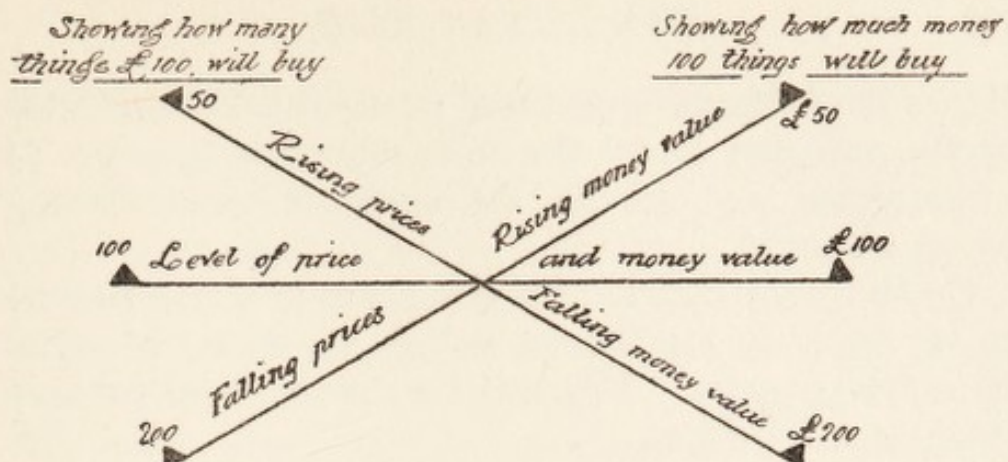 Showing how many
things £100 will buy
Showing how much money
100 things will buy
50
£50
Rising prices
Rising money value
100
Level of price
and money value
£100
Falling prices
Falling money value
200
£200